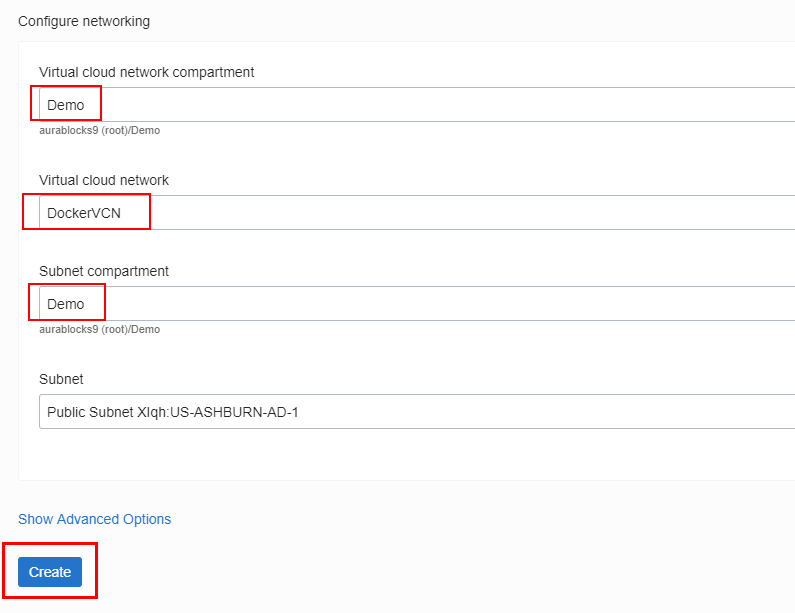 Configure networking
Virtual cloud network compartment
Demo
aurablocks9 (root)/Demo
Virtual cloud network
DockerVCN
Subnet compartment
Demo
aurablocks9 (root)/Demo
Subnet
Public Subnet XIqh:US-ASHBURN-AD-1
Show Advanced Options
Create